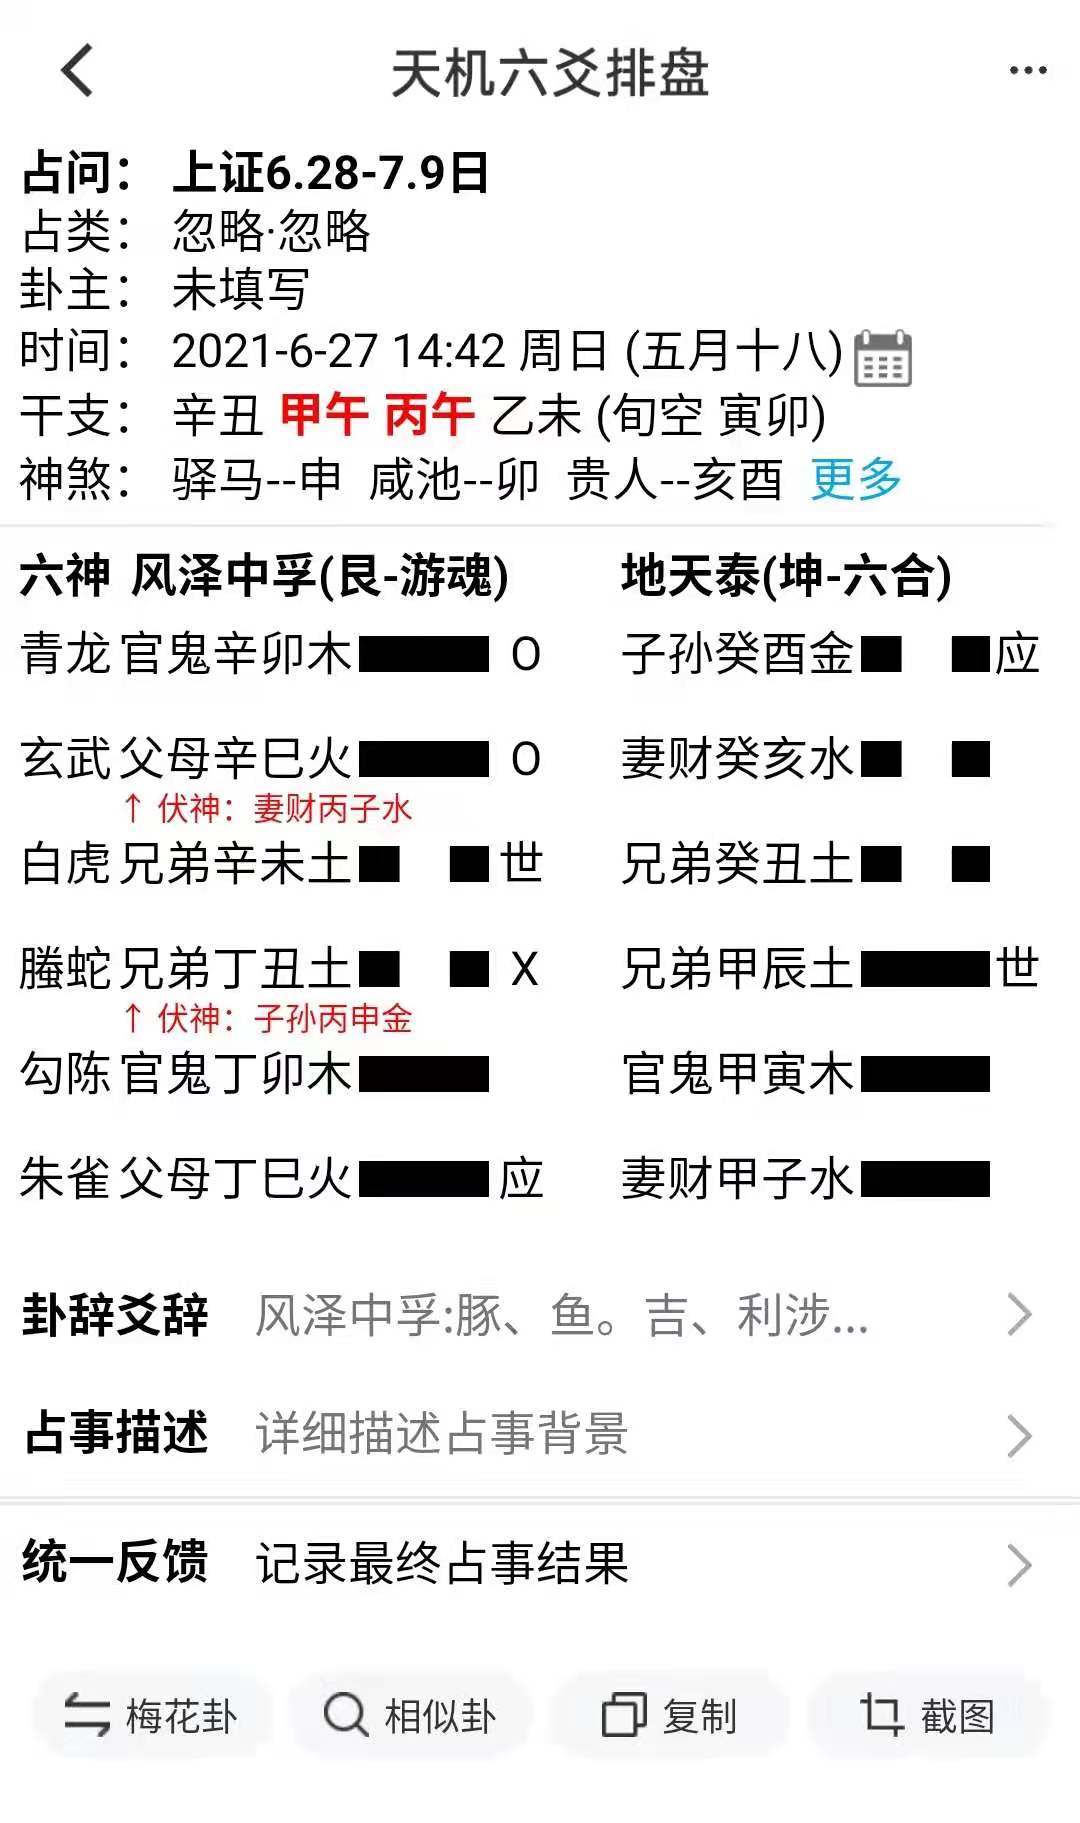 天机六爻排盘
占问： 上证6.28-7.9日
占类： 忽略·忽略
卦主： 未填写
时间： 2021-6-27 14:42 周日 (五月十八)
干支： 辛丑 甲午 丙午 乙未 (旬空 寅卯)
神煞： 驿马--申 咸池--卯 贵人--亥酉 更多
六神 风泽中孚(艮-游魂) 地天泰(坤-六合)
青龙 官鬼辛卯木 O 子孙癸酉金 应
玄武 父母辛巳火 O 妻财癸亥水
↑ 伏神：妻财丙子水
白虎 兄弟辛未土 世 兄弟癸丑土
螣蛇 兄弟丁丑土 X 兄弟甲辰土 世
↑ 伏神：子孙丙申金
勾陈 官鬼丁卯木 官鬼甲寅木
朱雀 父母丁巳火 应 妻财甲子水
卦辞爻辞 风泽中孚:豚、鱼。吉、利涉...
占事描述 详细描述占事背景
统一反馈 记录最终占事结果
梅花卦 相似卦 复制 截图